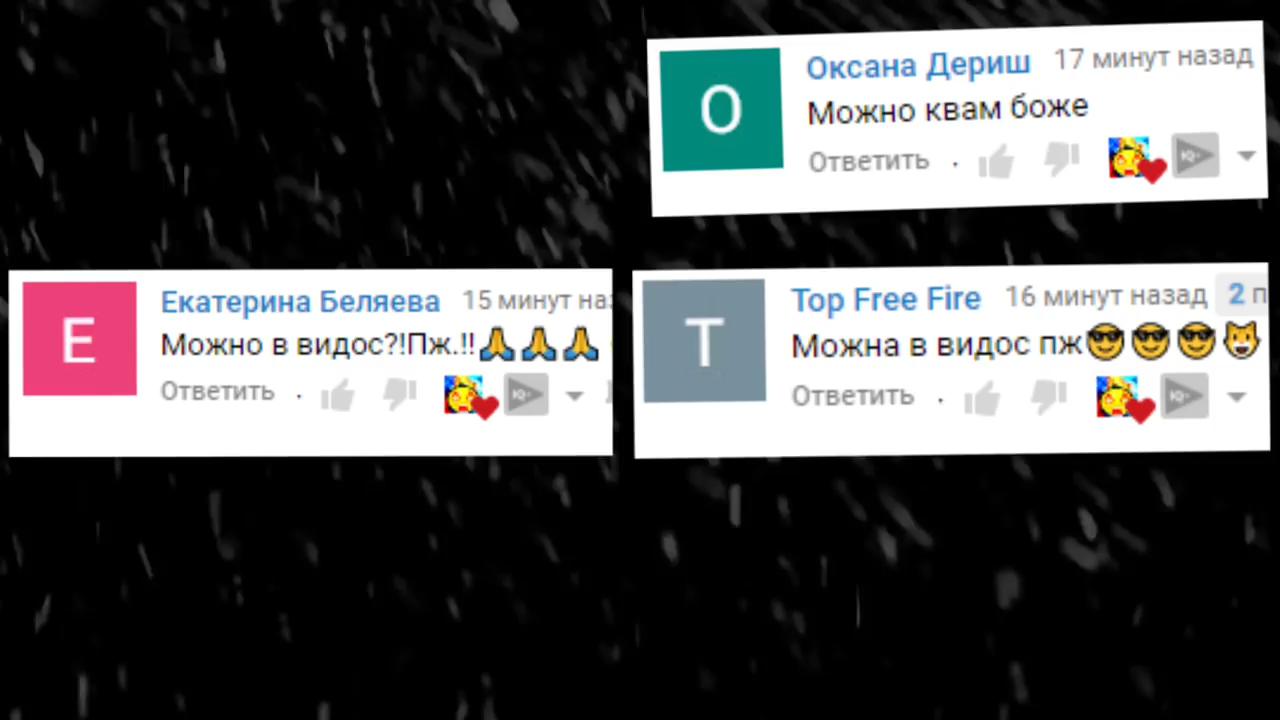 О
Оксана Дериш 17 минут назад
Можно квам боже
Ответить
Е
Екатерина Беляева 15 минут
Можно в видос?!Пж.!!🙏🙏🙏
Ответить
T
Top Free Fire 16 минут назад 2
Можна в видос пж😎😎😎😺
Ответить